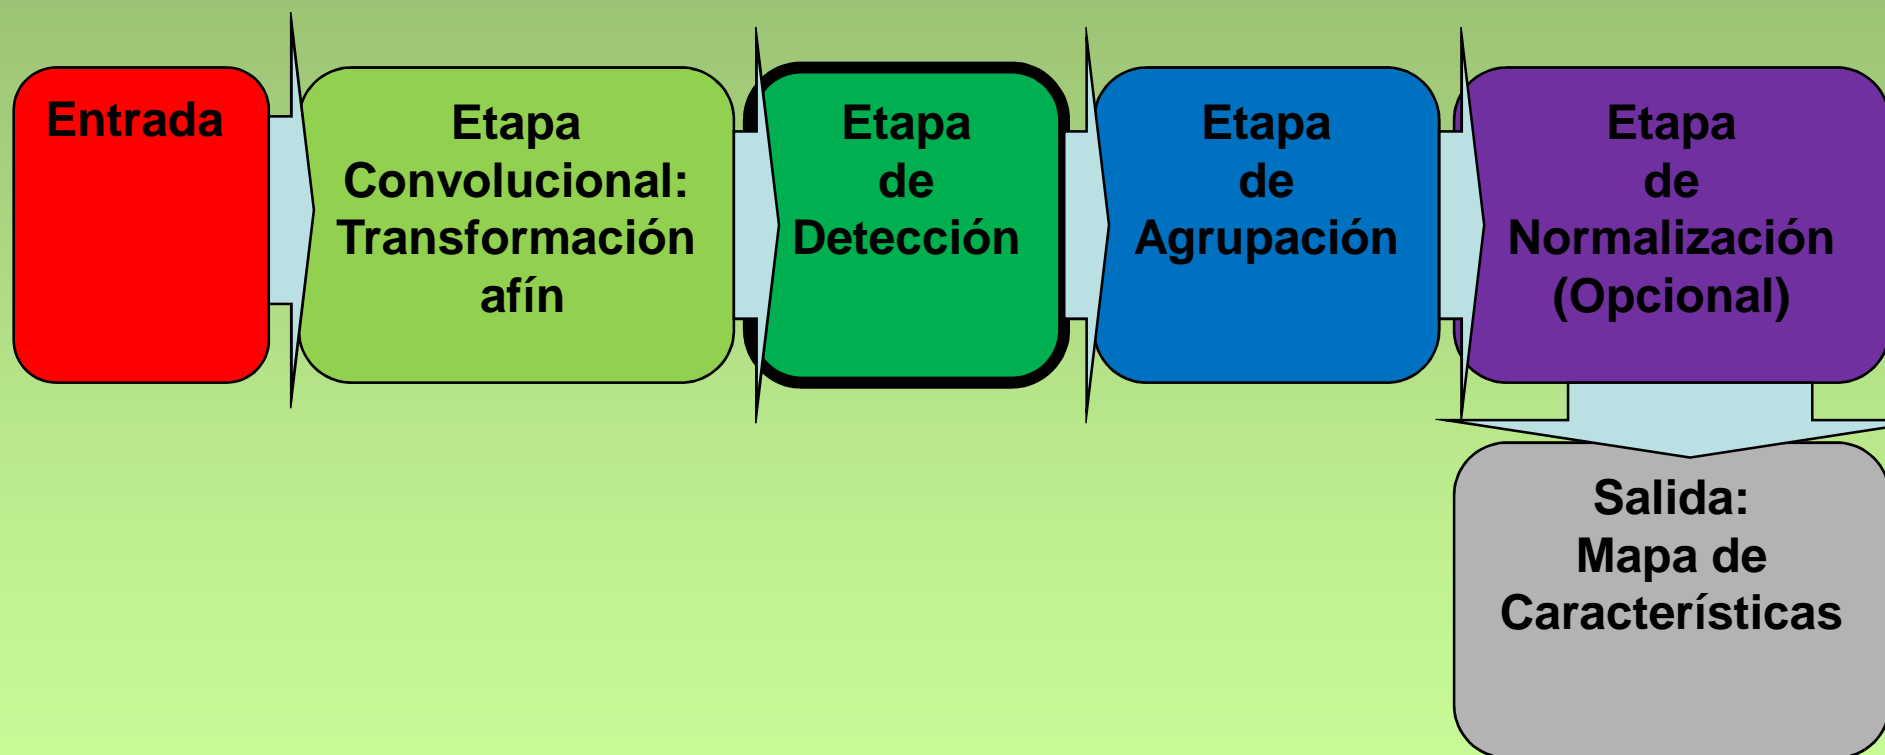 Entrada
Etapa
Convolucional:
Transformación
afín
Etapa
de
Detección
Etapa
de
Agrupación
Etapa
de
Normalización
(Opcional)
Salida:
Mapa de
Características